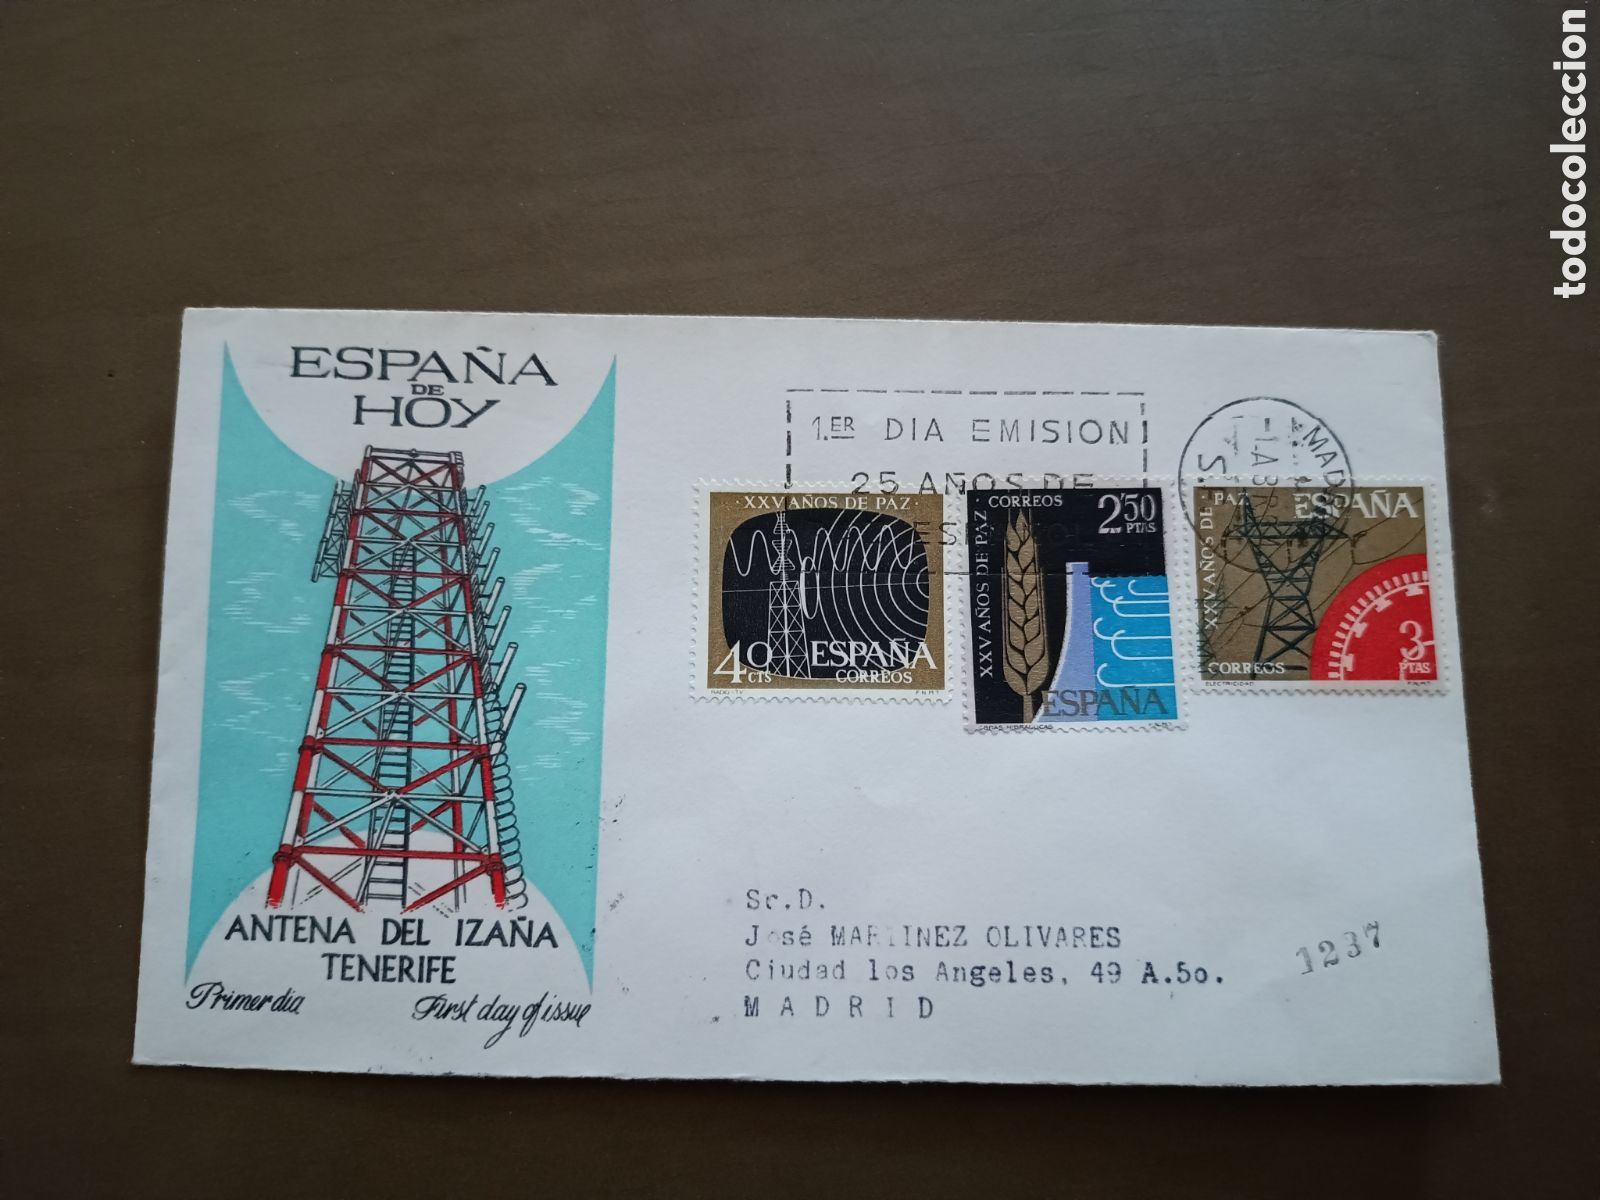 todocoleccion
ESPAÑA
DE
HOY
ANTENA DEL IZAÑA
TENERIFE
Primer dia
First day of issue
1.ER DIA EMISION
25 AÑOS DE
MADRID
XXV AÑOS DE PAZ
40
CTS
ESPAÑA
CORREOS
RADIO-TV
F.N.M.T.
CORREOS
2'50
PTAS
XXV AÑOS DE PAZ
ESPAÑA
OBRAS HIDRAULICAS
F.N.M.T.
XXV AÑOS DE PAZ
ESPAÑA
3
PTAS
CORREOS
ELECTRICIDAD
F.N.M.T.
Sr.D.
José MARTINEZ OLIVARES
Ciudad los Angeles, 49 A.5o.
MADRID
1237